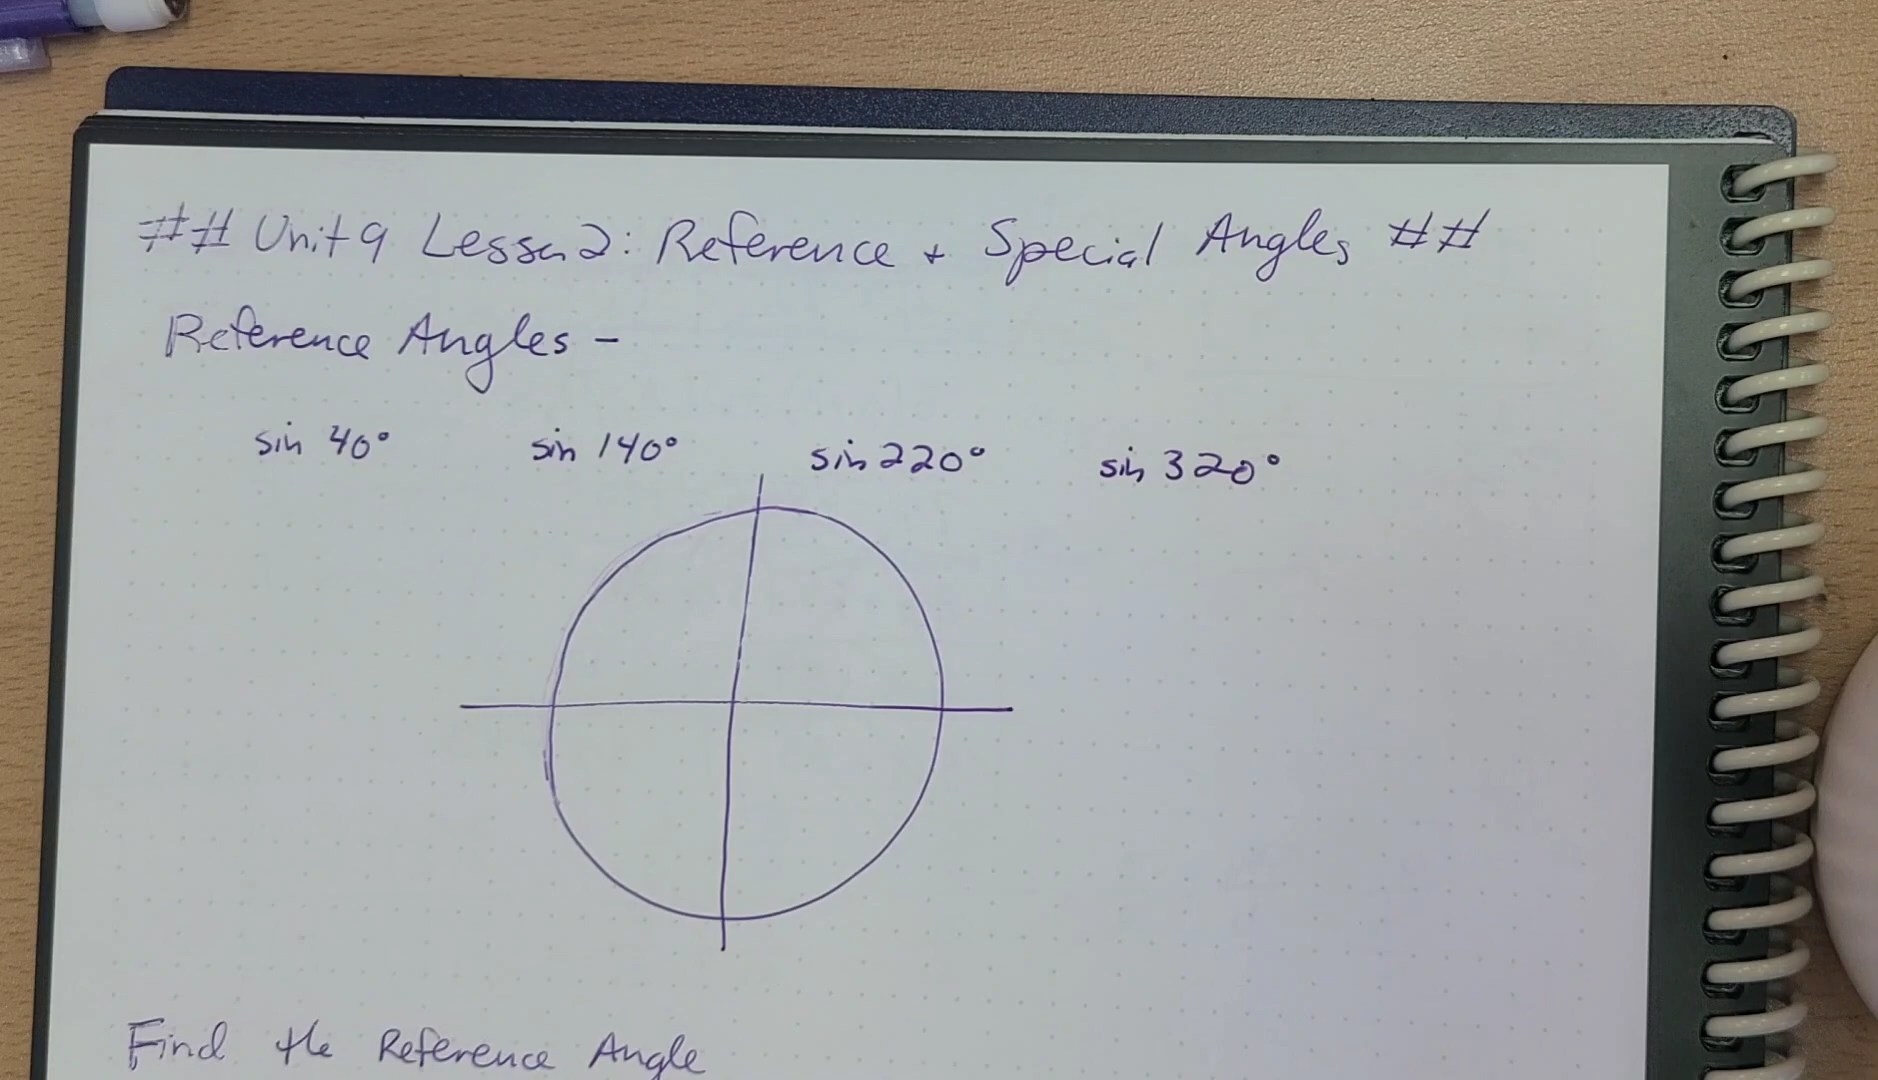 ## Unit 9 Lesson 2: Reference + Special Angles ##
Reference Angles -
sin 40° sin 140° sin 220° sin 320°
Find the Reference Angle